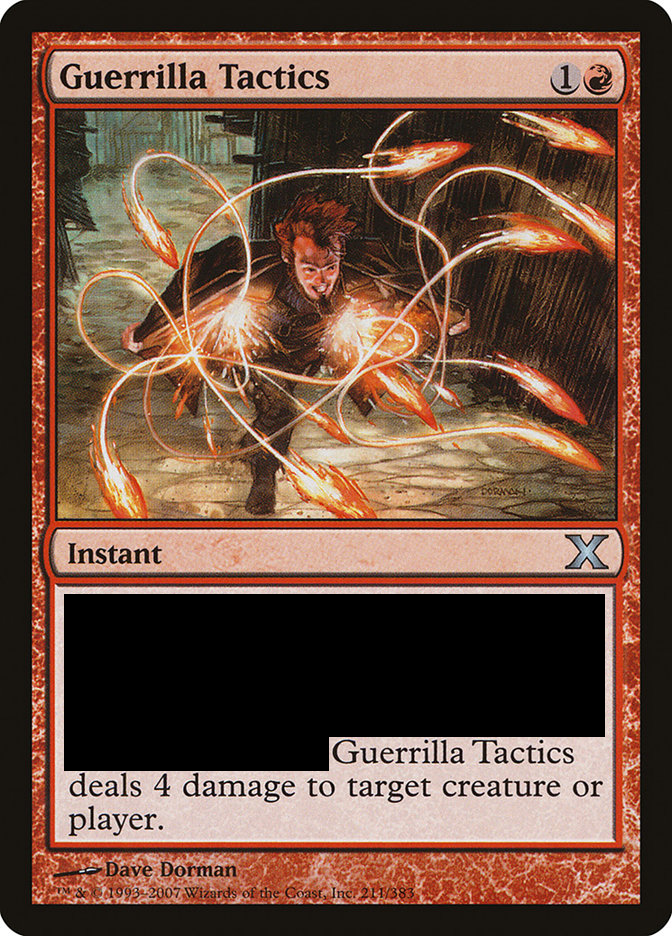 Guerrilla Tactics 1
DORMAN
Instant
X
Guerrilla Tactics
deals 4 damage to target creature or
player.
Dave Dorman
™ & © 1993–2007 Wizards of the Coast, Inc. 211/383